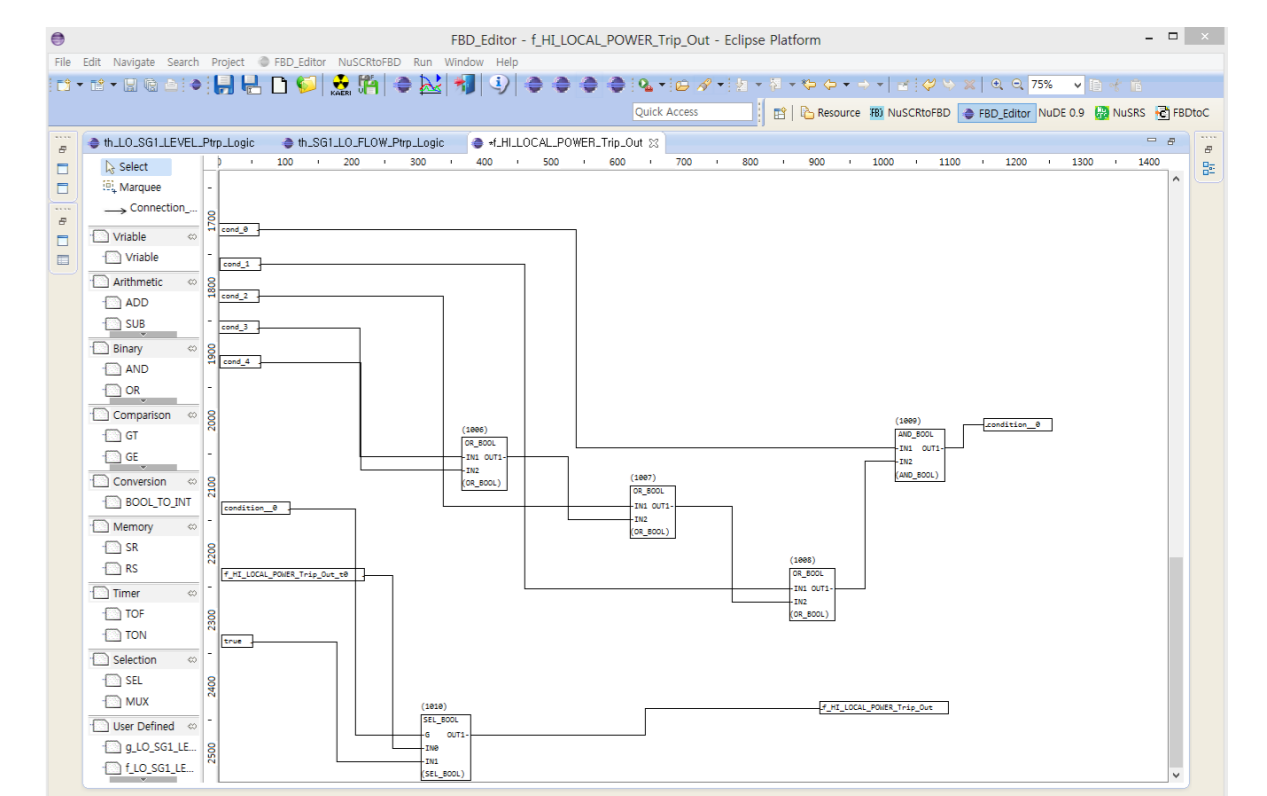 FBD_Editor - f_HI_LOCAL_POWER_Trip_Out - Eclipse Platform
File Edit Navigate Search Project FBD_Editor NuSCRtoFBD Run Window Help
KAERI
75%
Quick Access
Resource FBD NuSCRtoFBD FBD_Editor NuDE 0.9 NuSRS FBDtoC
th_LO_SG1_LEVEL_Ptrp_Logic th_SG1_LO_FLOW_Ptrp_Logic *f_HI_LOCAL_POWER_Trip_Out
0 100 200 300 400 500 600 700 800 900 1000 1100 1200 1300 1400
Select
Marquee
Connection_...
Vriable
Vriable
Arithmetic
ADD
SUB
Binary
AND
OR
Comparison
GT
GE
Conversion
BOOL_TO_INT
Memory
SR
RS
Timer
TOF
TON
Selection
SEL
MUX
User Defined
g_LO_SG1_LE...
f_LO_SG1_LE...
1700
1800
1900
2000
2100
2200
2300
2400
2500
cond_0
cond_1
cond_2
cond_3
cond_4
(1006)
OR_BOOL
IN1 OUT1
IN2
(OR_BOOL)
(1007)
OR_BOOL
IN1 OUT1
IN2
(OR_BOOL)
(1008)
OR_BOOL
IN1 OUT1
IN2
(OR_BOOL)
(1009)
AND_BOOL
IN1 OUT1
IN2
(AND_BOOL)
condition__0
condition__0
f_HI_LOCAL_POWER_Trip_Out_t0
true
(1010)
SEL_BOOL
G OUT1
IN0
IN1
(SEL_BOOL)
f_HI_LOCAL_POWER_Trip_Out